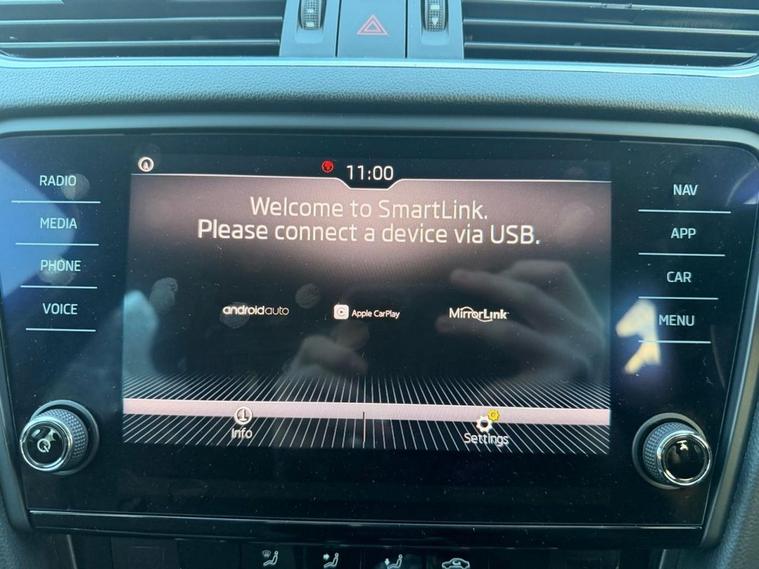 11:00
RADIO
MEDIA
PHONE
VOICE
Welcome to SmartLink.
Please connect a device via USB.
androidauto
Apple CarPlay
MirrorLink
Info
Settings
NAV
APP
CAR
MENU